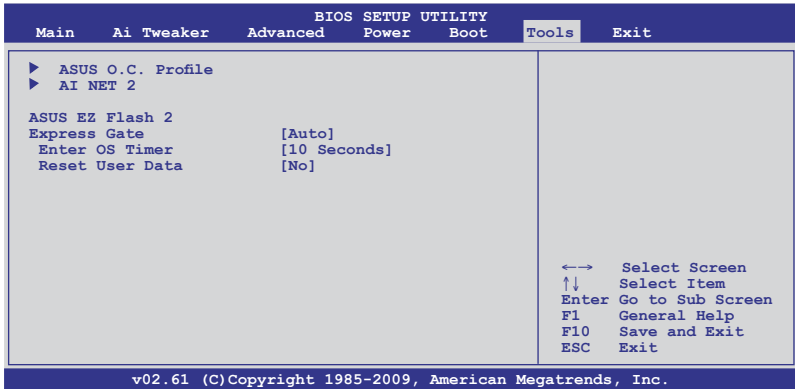 BIOS SETUP UTILITY
Main Ai Tweaker Advanced Power Boot Tools Exit
ASUS O.C. Profile
AI NET 2
ASUS EZ Flash 2
Express Gate [Auto]
Enter OS Timer [10 Seconds]
Reset User Data [No]
←→ Select Screen
↑↓ Select Item
Enter Go to Sub Screen
F1 General Help
F10 Save and Exit
ESC Exit
v02.61 (C)Copyright 1985-2009, American Megatrends, Inc.